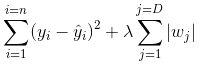 \sum_{i=1}^{i=n} (y_i - \hat{y}_i)^2 + \lambda \sum_{j=1}^{j=D} |w_j|